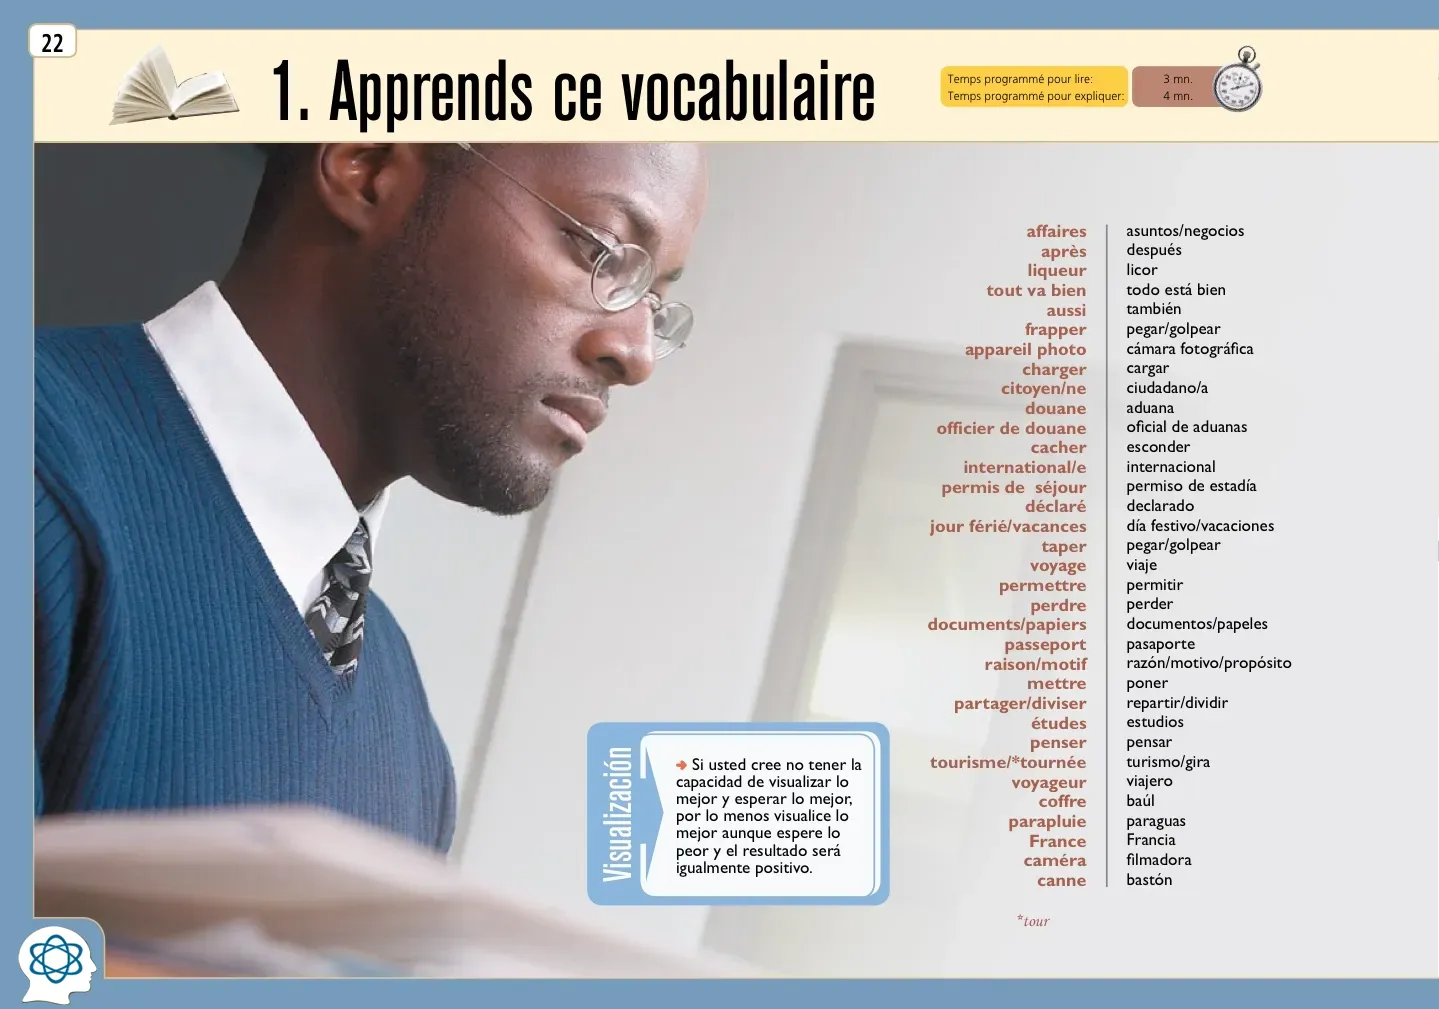 22
1. Apprends ce vocabulaire
Temps programmé pour lire: 3 mn.
Temps programmé pour expliquer: 4 mn.
affaires asuntos/negocios
après después
liqueur licor
tout va bien todo está bien
aussi también
frapper pegar/golpear
appareil photo cámara fotográfica
charger cargar
citoyen/ne ciudadano/a
douane aduana
officier de douane oficial de aduanas
cacher esconder
international/e internacional
permis de séjour permiso de estadía
déclaré declarado
jour férié/vacances día festivo/vacaciones
taper pegar/golpear
voyage viaje
permettre permitir
perdre perder
documents/papiers documentos/papeles
passeport pasaporte
raison/motif razón/motivo/propósito
mettre poner
partager/diviser repartir/dividir
études estudios
penser pensar
tourisme/*tournée turismo/gira
voyageur viajero
coffre baúl
parapluie paraguas
France Francia
caméra filmadora
canne bastón
*tour
Visualización
Si usted cree no tener la
capacidad de visualizar lo
mejor y esperar lo mejor,
por lo menos visualice lo
mejor aunque espere lo
peor y el resultado será
igualmente positivo.